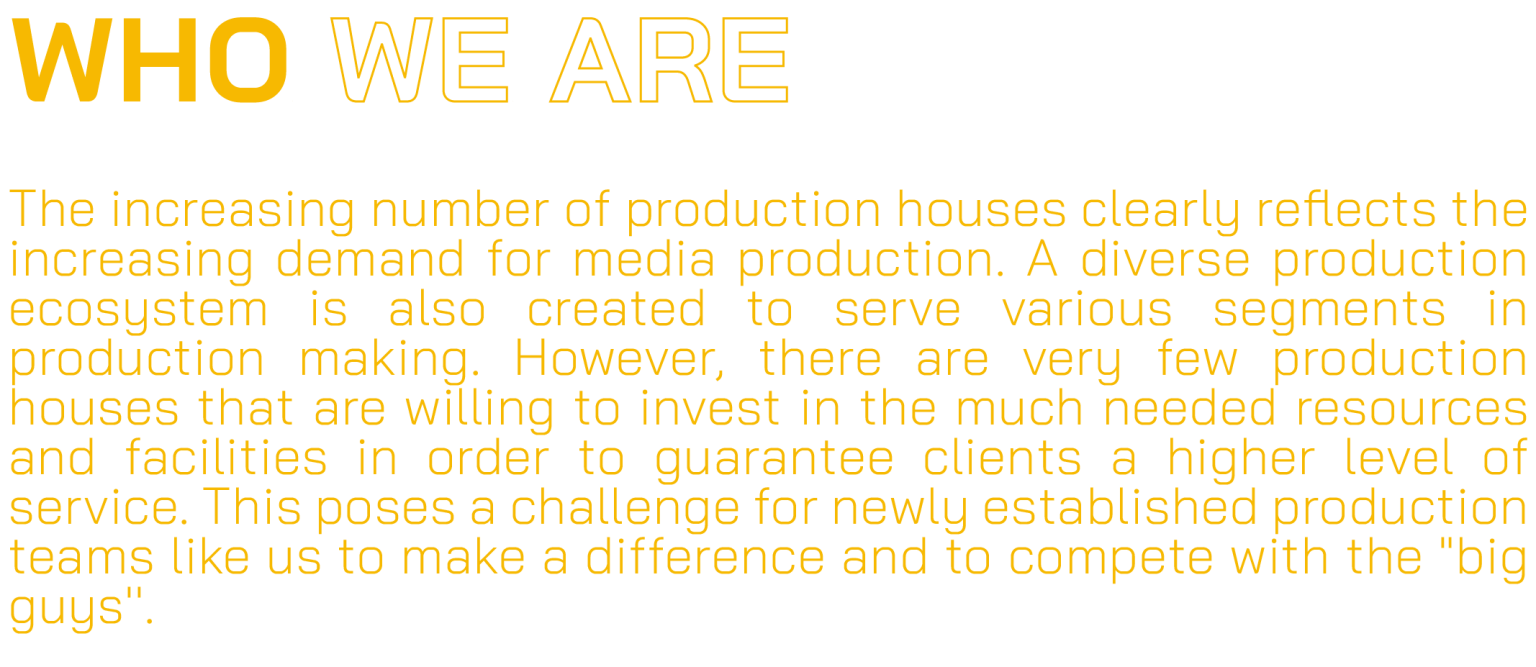 WHO WE ARE
The increasing number of production houses clearly reflects the
increasing demand for media production. A diverse production
ecosystem is also created to serve various segments in
production making. However, there are very few production
houses that are willing to invest in the much needed resources
and facilities in order to guarantee clients a higher level of
service. This poses a challenge for newly established production
teams like us to make a difference and to compete with the "big
guys".